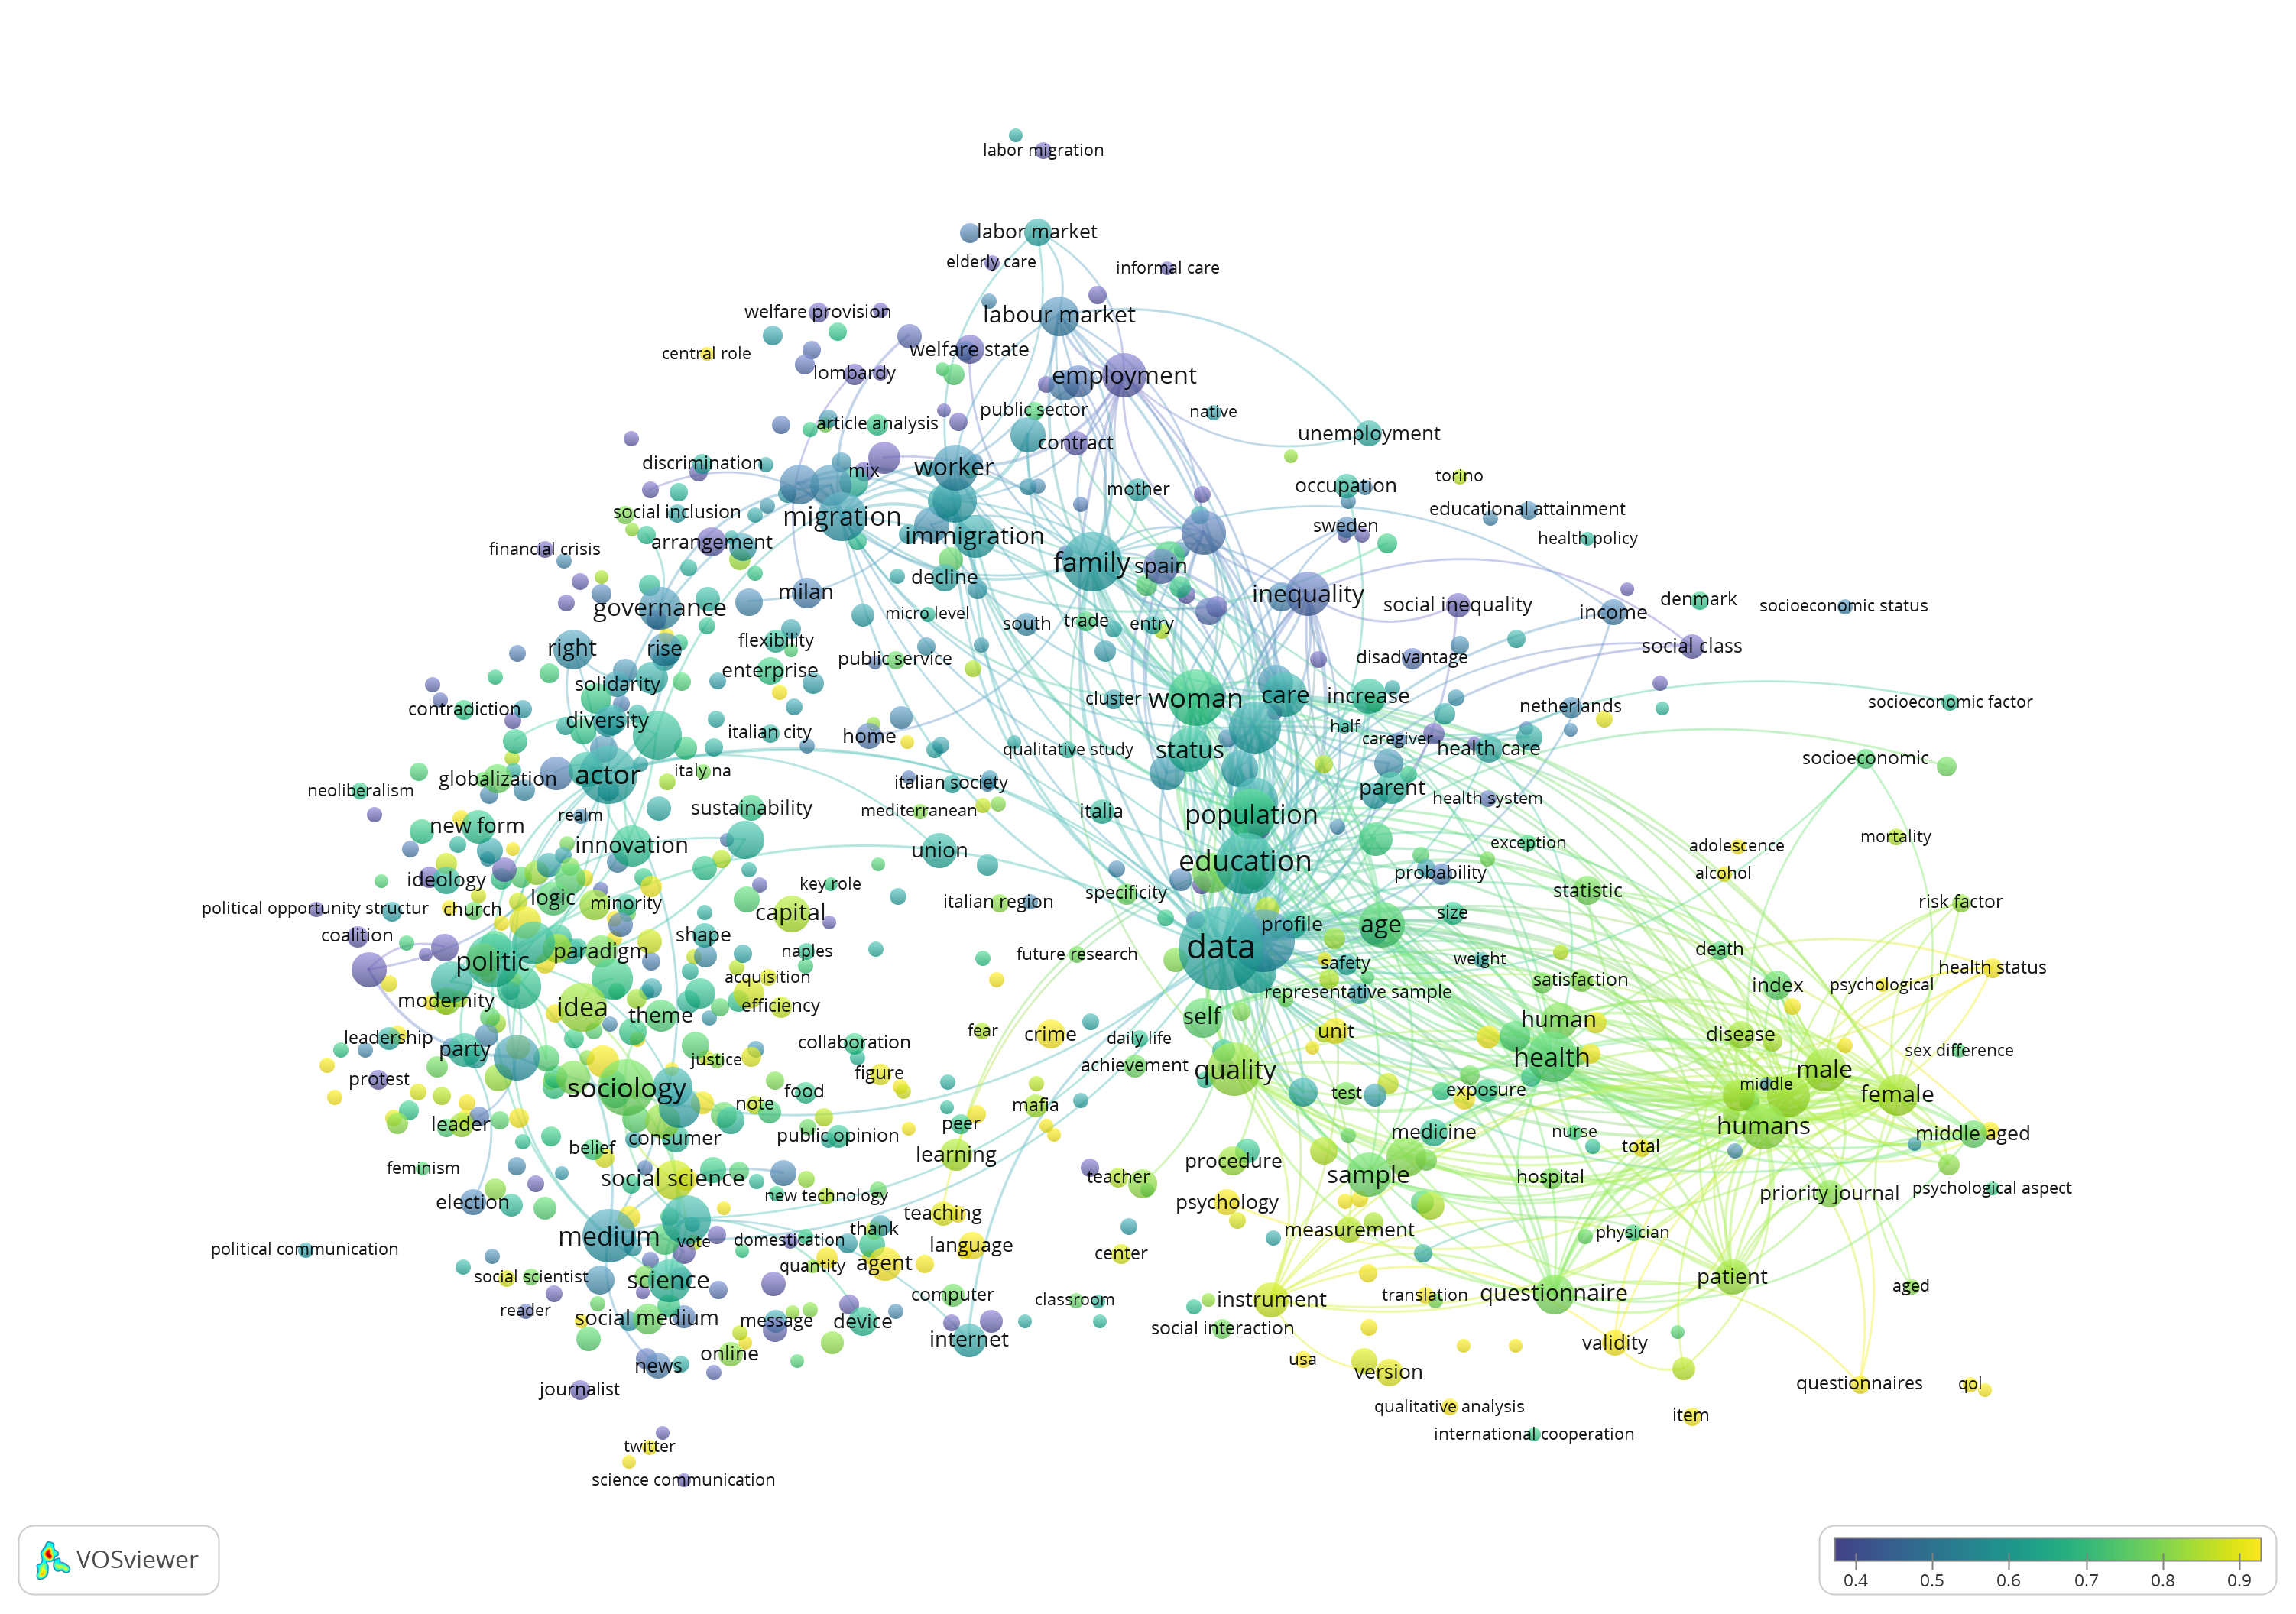 labor migration
labor market
elderly care
informal care
welfare provision
labour market
central role
welfare state
lombardy
employment
public sector
native
article analysis
contract
unemployment
discrimination
mix
worker
torino
mother
occupation
social inclusion
migration
educational attainment
sweden
financial crisis
arrangement
immigration
health policy
family
spain
decline
milan
inequality
governance
micro level
social inequality
income
denmark
socioeconomic status
south
trade
entry
flexibility
right
rise
public service
disadvantage
social class
enterprise
solidarity
cluster
woman
care
increase
contradiction
diversity
netherlands
socioeconomic factor
italian city
home
half
caregiver
qualitative study
status
health care
globalization
actor
italy na
italian society
socioeconomic
neoliberalism
parent
health system
sustainability
mediterranean
italia
realm
population
new form
innovation
union
exception
mortality
adolescence
education
ideology
key role
probability
alcohol
logic
specificity
statistic
political opportunity structur
church
minority
capital
italian region
size
risk factor
coalition
shape
profile
age
paradigm
naples
future research
data
death
politic
safety
weight
health status
acquisition
satisfaction
modernity
idea
efficiency
representative sample
index
psychological
theme
self
human
leadership
fear
crime
unit
disease
party
collaboration
daily life
sex difference
justice
achievement
health
protest
figure
quality
male
sociology
food
test
exposure
middle
female
note
mafia
leader
peer
humans
consumer
public opinion
medicine
nurse
middle aged
belief
learning
total
feminism
procedure
social science
teacher
sample
hospital
new technology
psychological aspect
election
psychology
priority journal
teaching
thank
measurement
physician
medium
vote
domestication
language
political communication
center
agent
quantity
social scientist
science
patient
aged
computer
classroom
instrument
translation
questionnaire
reader
social medium
message
device
social interaction
internet
validity
online
usa
news
version
journalist
questionnaires
qol
qualitative analysis
item
international cooperation
twitter
science communication
VOSviewer
0.4 0.5 0.6 0.7 0.8 0.9